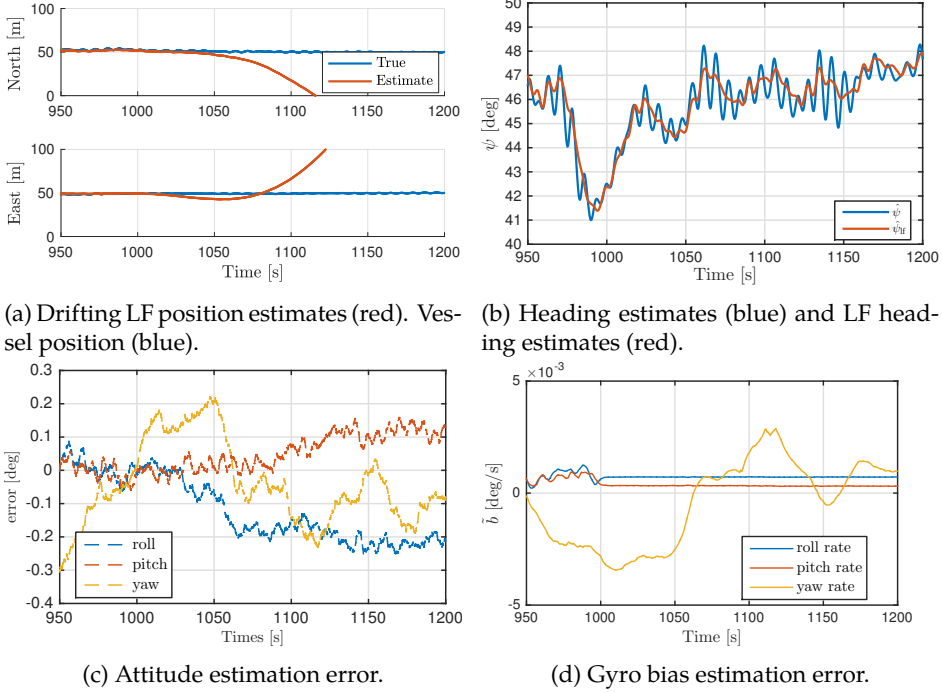 100
50
0
North [m]
True
Estimate
950 1000 1050 1100 1150 1200
100
50
0
East [m]
950 1000 1050 1100 1150 1200
Time [s]
(a) Drifting LF position estimates (red). Ves-
sel position (blue).
50
49
48
47
46
45
44
43
42
41
40
ψ [deg]
ψ̂
ψ̂lf
950 1000 1050 1100 1150 1200
Time [s]
(b) Heading estimates (blue) and LF head-
ing estimates (red).
0.3
0.2
0.1
0
-0.1
-0.2
-0.3
-0.4
error [deg]
roll
pitch
yaw
950 1000 1050 1100 1150 1200
Times [s]
(c) Attitude estimation error.
×10⁻³
5
0
-5
b̃ [deg/s]
roll rate
pitch rate
yaw rate
950 1000 1050 1100 1150 1200
Time [s]
(d) Gyro bias estimation error.